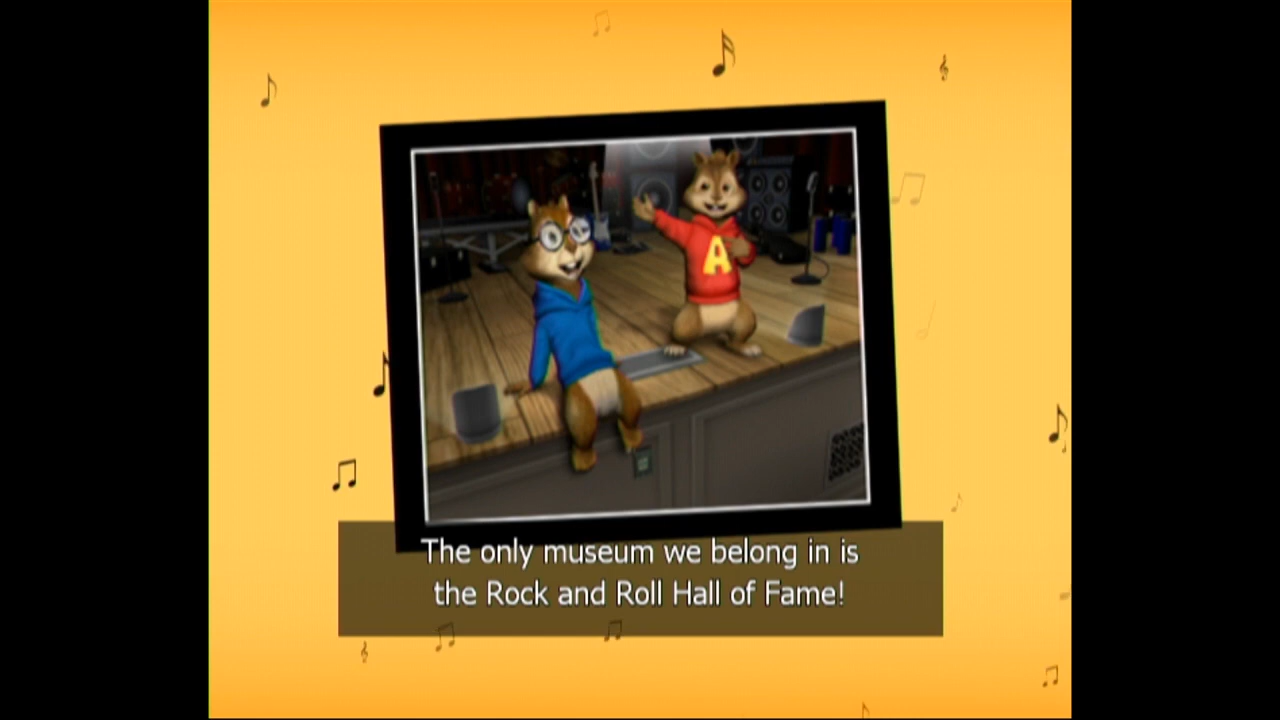 A
The only museum we belong in is
the Rock and Roll Hall of Fame!